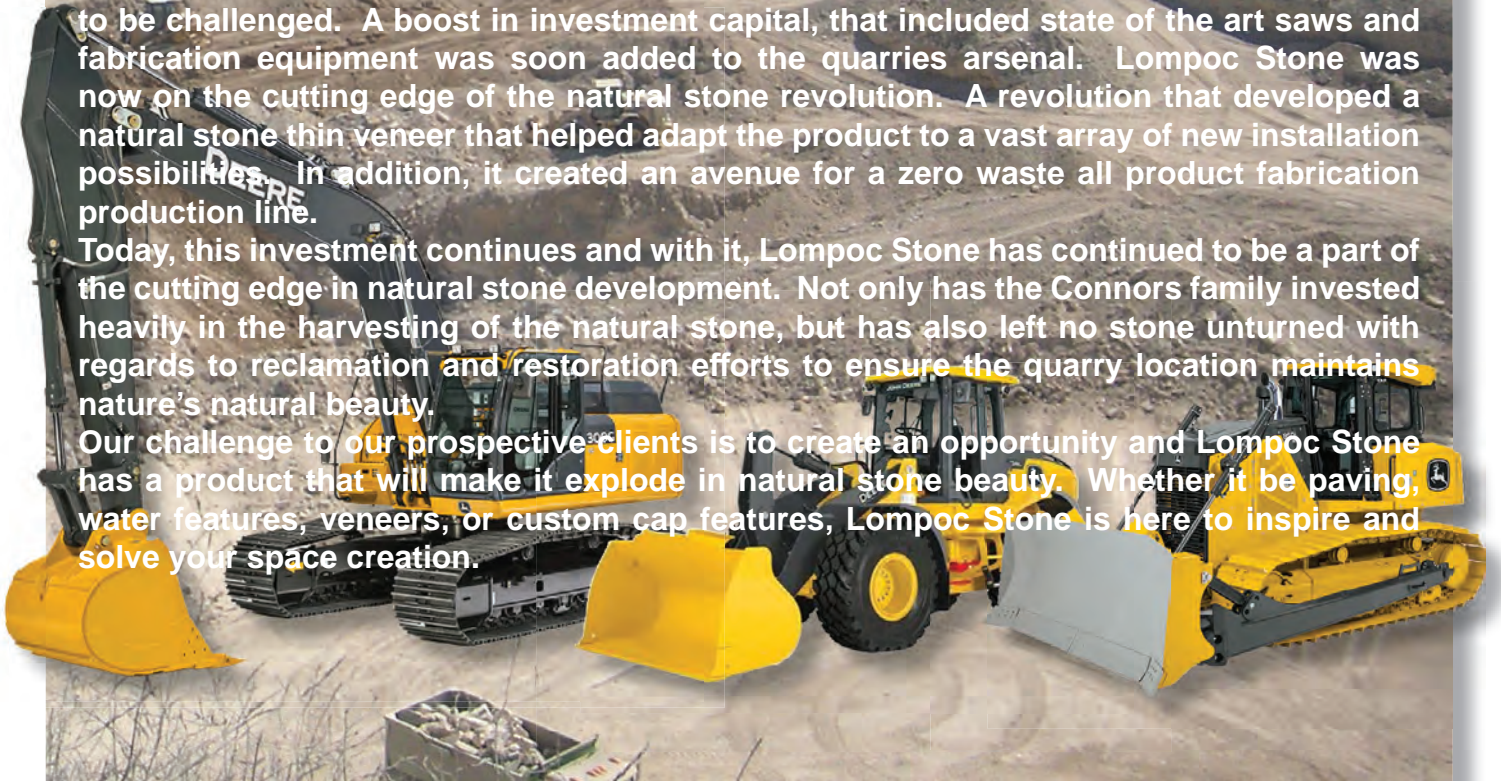 to be challenged.  A boost in investment capital, that included state of the art saws and
fabrication equipment was soon added to the quarries arsenal.  Lompoc Stone was
now on the cutting edge of the natural stone revolution.  A revolution that developed a
natural stone thin veneer that helped adapt the product to a vast array of new installation
possibilities.  In addition, it created an avenue for a zero waste all product fabrication
production line.
Today, this investment continues and with it, Lompoc Stone has continued to be a part of
the cutting edge in natural stone development.  Not only has the Connors family invested
heavily in the harvesting of the natural stone, but has also left no stone unturned with
regards to reclamation and restoration efforts to ensure the quarry location maintains
nature's natural beauty.
Our challenge to our prospective clients is to create an opportunity and Lompoc Stone
has a product that will make it explode in natural stone beauty.  Whether it be paving,
water features, veneers, or custom cap features, Lompoc Stone is here to inspire and
solve your space creation.
DEERE
JOHN DEERE